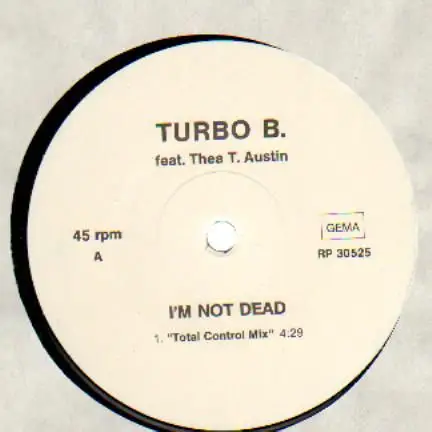 TURBO B.
feat. Thea T. Austin
45 rpm
A
GEMA
RP 30525
I'M NOT DEAD
1. "Total Control Mix" 4:29